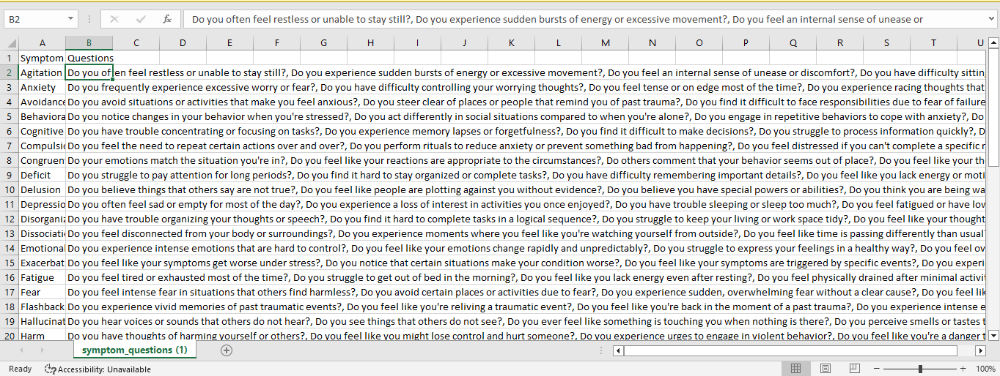 B2 fx Do you often feel restless or unable to stay still?, Do you experience sudden bursts of energy or excessive movement?, Do you feel an internal sense of unease or
A B C D E F G H I J K L M N O P Q R S T U
1 Symptom Questions
2 Agitation Do you often feel restless or unable to stay still?, Do you experience sudden bursts of energy or excessive movement?, Do you feel an internal sense of unease or discomfort?, Do you have difficulty sittin
3 Anxiety Do you frequently experience excessive worry or fear?, Do you have difficulty controlling your worrying thoughts?, Do you feel tense or on edge most of the time?, Do you experience racing thoughts that
4 Avoidance Do you avoid situations or activities that make you feel anxious?, Do you steer clear of places or people that remind you of past trauma?, Do you find it difficult to face responsibilities due to fear of failure
5 Behaviora Do you notice changes in your behavior when you're stressed?, Do you act differently in social situations compared to when you're alone?, Do you engage in repetitive behaviors to cope with anxiety?, Do
6 Cognitive Do you have trouble concentrating or focusing on tasks?, Do you experience memory lapses or forgetfulness?, Do you find it difficult to make decisions?, Do you struggle to process information quickly?, D
7 Compulsi Do you feel the need to repeat certain actions over and over?, Do you perform rituals to reduce anxiety or prevent something bad from happening?, Do you feel distressed if you can't complete a specific r
8 Congruen Do your emotions match the situation you're in?, Do you feel like your reactions are appropriate to the circumstances?, Do others comment that your behavior seems out of place?, Do you feel like your th
9 Deficit Do you struggle to pay attention for long periods?, Do you find it hard to stay organized or complete tasks?, Do you have difficulty remembering important details?, Do you feel like you lack energy or moti
10 Delusion Do you believe things that others say are not true?, Do you feel like people are plotting against you without evidence?, Do you believe you have special powers or abilities?, Do you think you are being wa
11 Depressio Do you often feel sad or empty for most of the day?, Do you experience a loss of interest in activities you once enjoyed?, Do you have trouble sleeping or sleep too much?, Do you feel fatigued or have low
12 Disorganiz Do you have trouble organizing your thoughts or speech?, Do you find it hard to complete tasks in a logical sequence?, Do you struggle to keep your living or work space tidy?, Do you feel like your thought
13 Dissociati Do you feel disconnected from your body or surroundings?, Do you experience moments where you feel like you're watching yourself from outside?, Do you feel like time is passing differently than usual
14 Emotional Do you experience intense emotions that are hard to control?, Do you feel like your emotions change rapidly and unpredictably?, Do you struggle to express your feelings in a healthy way?, Do you feel ov
15 Exacerbat Do you feel like your symptoms get worse under stress?, Do you notice that certain situations make your condition worse?, Do you feel like your symptoms are triggered by specific events?, Do you experi
16 Fatigue Do you feel tired or exhausted most of the time?, Do you struggle to get out of bed in the morning?, Do you feel like you lack energy even after resting?, Do you feel physically drained after minimal activi
17 Fear Do you feel intense fear in situations that others find harmless?, Do you avoid certain places or activities due to fear?, Do you experience sudden, overwhelming fear without a clear cause?, Do you feel lik
18 Flashback Do you experience vivid memories of past traumatic events?, Do you feel like you're reliving a traumatic event?, Do you feel like you're back in the moment of a past trauma?, Do you experience intense e
19 Hallucinat Do you hear voices or sounds that others do not hear?, Do you see things that others do not see?, Do you ever feel like something is touching you when nothing is there?, Do you perceive smells or tastes t
20 Harm Do you have thoughts of harming yourself or others?, Do you feel like you might lose control and hurt someone?, Do you experience urges to engage in violent behavior?, Do you feel like you're a danger t
symptom_questions (1)
Ready Accessibility: Unavailable 100%